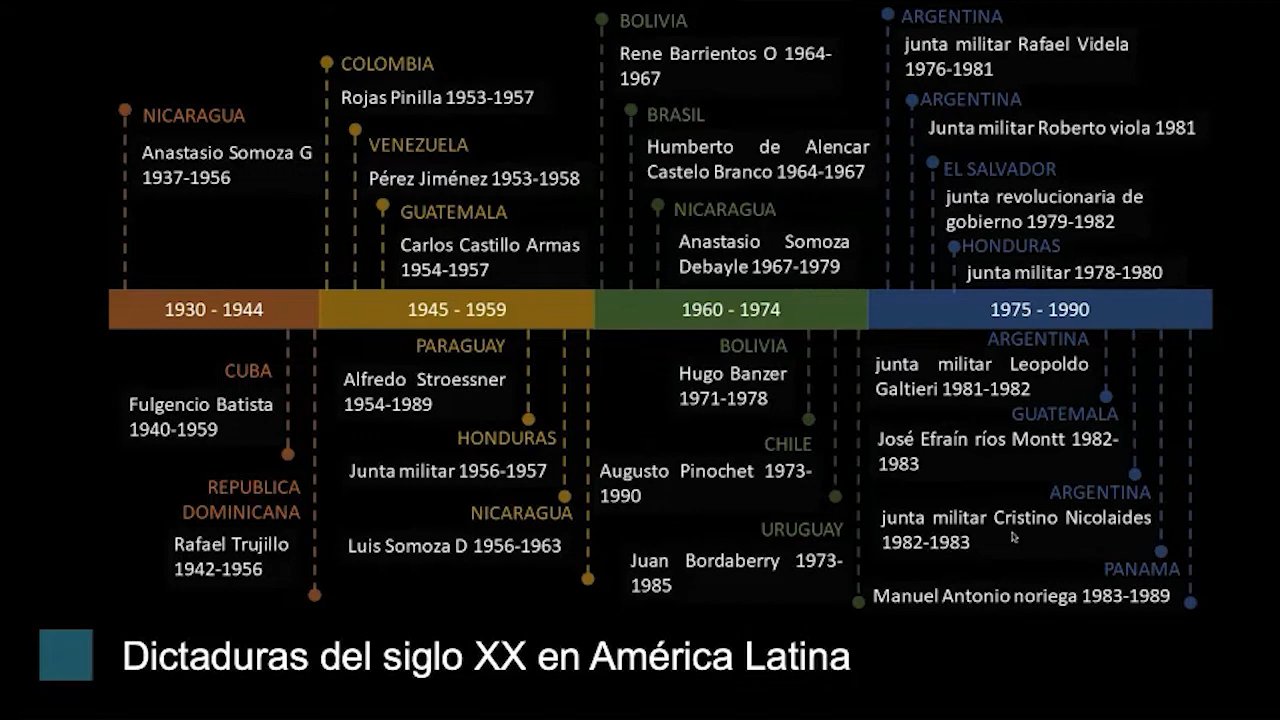 NICARAGUA
Anastasio Somoza G
1937-1956
COLOMBIA
Rojas Pinilla 1953-1957
VENEZUELA
Pérez Jiménez 1953-1958
GUATEMALA
Carlos Castillo Armas
1954-1957
BOLIVIA
Rene Barrientos O 1964-
1967
BRASIL
Humberto de Alencar
Castelo Branco 1964-1967
NICARAGUA
Anastasio Somoza
Debayle 1967-1979
ARGENTINA
junta militar Rafael Videla
1976-1981
ARGENTINA
Junta militar Roberto viola 1981
EL SALVADOR
junta revolucionaria de
gobierno 1979-1982
HONDURAS
junta militar 1978-1980
1930 - 1944
1945 - 1959
1960 - 1974
1975 - 1990
CUBA
Fulgencio Batista
1940-1959
REPUBLICA
DOMINICANA
Rafael Trujillo
1942-1956
PARAGUAY
Alfredo Stroessner
1954-1989
HONDURAS
Junta militar 1956-1957
NICARAGUA
Luis Somoza D 1956-1963
BOLIVIA
Hugo Banzer
1971-1978
CHILE
Augusto Pinochet 1973-
1990
URUGUAY
Juan Bordaberry 1973-
1985
ARGENTINA
junta militar Leopoldo
Galtieri 1981-1982
GUATEMALA
José Efraín ríos Montt 1982-
1983
ARGENTINA
junta militar Cristino Nicolaides
1982-1983
PANAMA
Manuel Antonio noriega 1983-1989
Dictaduras del siglo XX en América Latina